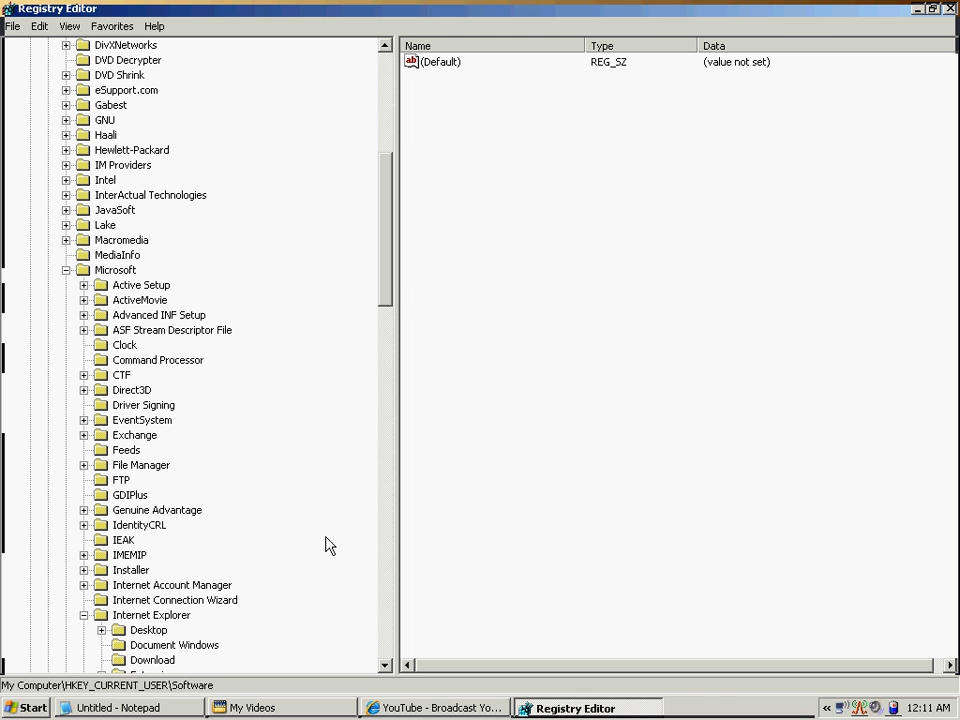 Registry Editor
File Edit View Favorites Help
DivXNetworks
DVD Decrypter
DVD Shrink
eSupport.com
Gabest
GNU
Haali
Hewlett-Packard
IM Providers
Intel
InterActual Technologies
JavaSoft
Lake
Macromedia
MediaInfo
Microsoft
Active Setup
ActiveMovie
Advanced INF Setup
ASF Stream Descriptor File
Clock
Command Processor
CTF
Direct3D
Driver Signing
EventSystem
Exchange
Feeds
File Manager
FTP
GDIPlus
Genuine Advantage
IdentityCRL
IEAK
IMEMIP
Installer
Internet Account Manager
Internet Connection Wizard
Internet Explorer
Desktop
Document Windows
Download
Name Type Data
ab (Default) REG_SZ (value not set)
My Computer\HKEY_CURRENT_USER\Software
Start Untitled - Notepad My Videos YouTube - Broadcast Yo... Registry Editor « 12:11 AM